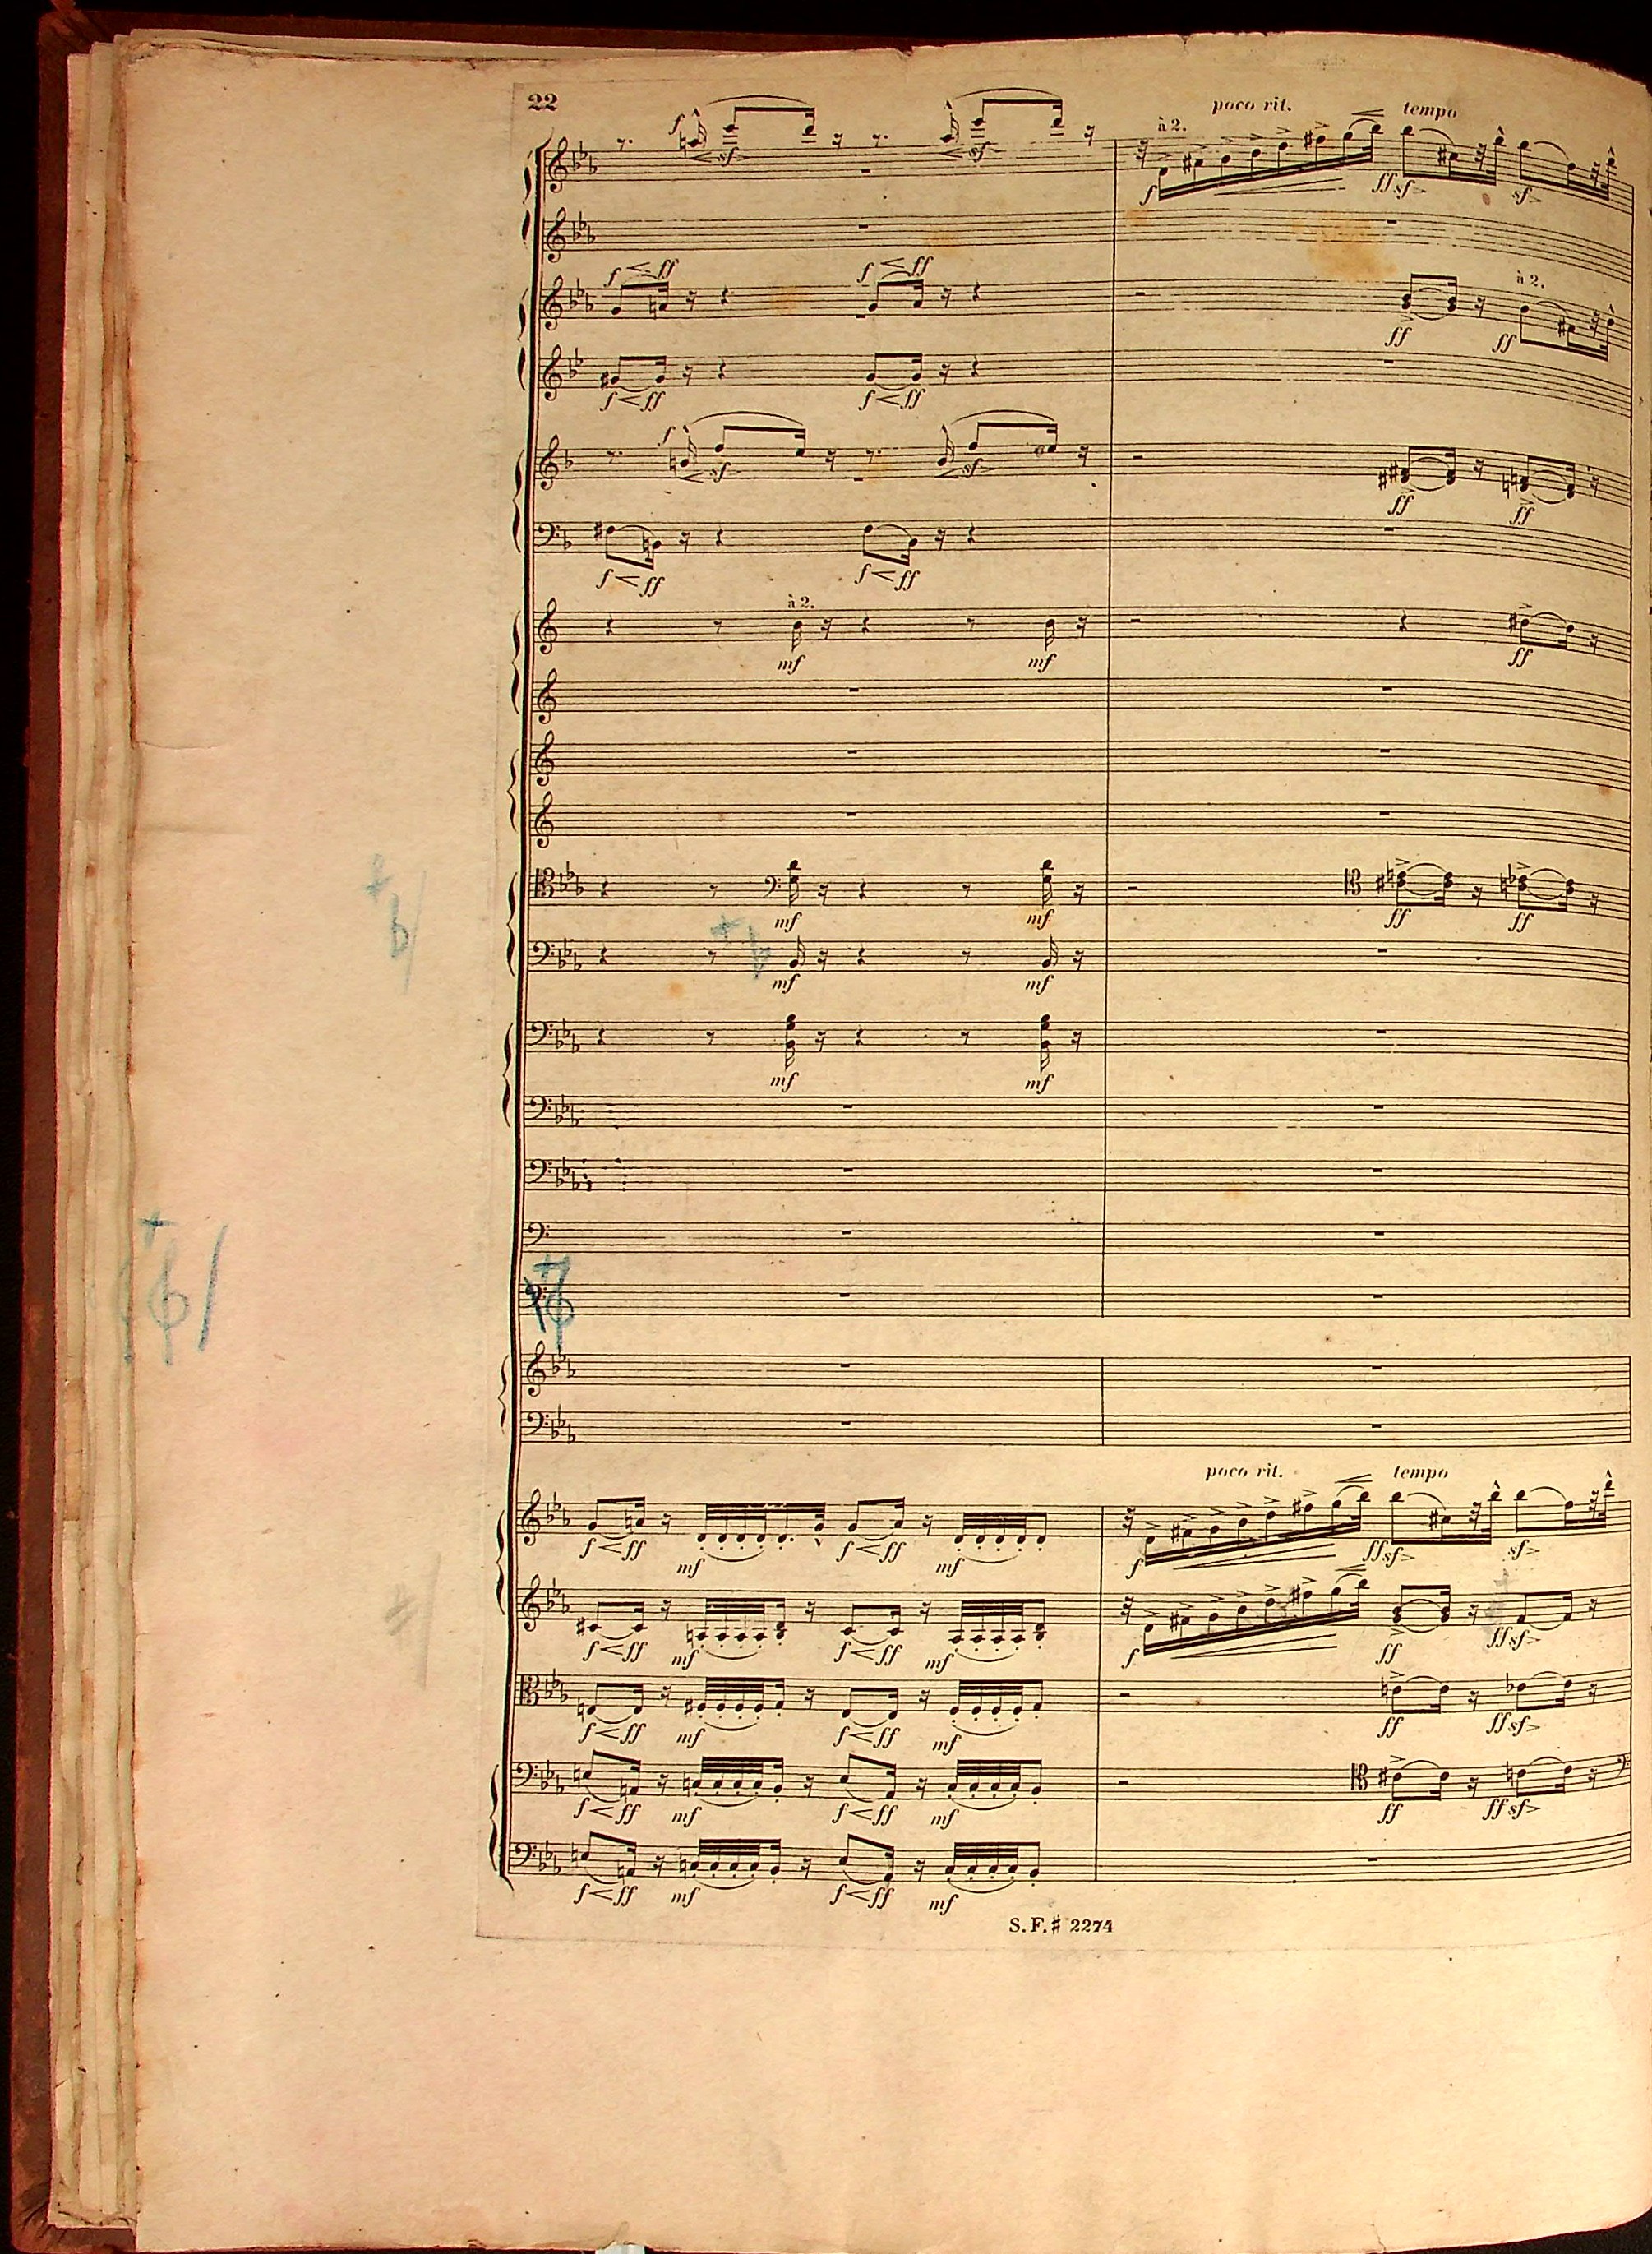 22
poco rit. tempo
à 2.
f sf sf f ff sf sf
f ff f ff à 2.
ff ff
f ff f ff
f sf sf
ff ff
f ff f ff
à 2.
mf mf ff
mf mf ff ff
mf mf
mf mf
poco rit. tempo
f ff mf f ff mf f ff sf sf
f ff mf f ff mf f ff ff sf
f ff mf f ff mf ff ff sf
f ff mf f ff mf ff ff sf
f ff mf f ff mf
S. F. # 2274